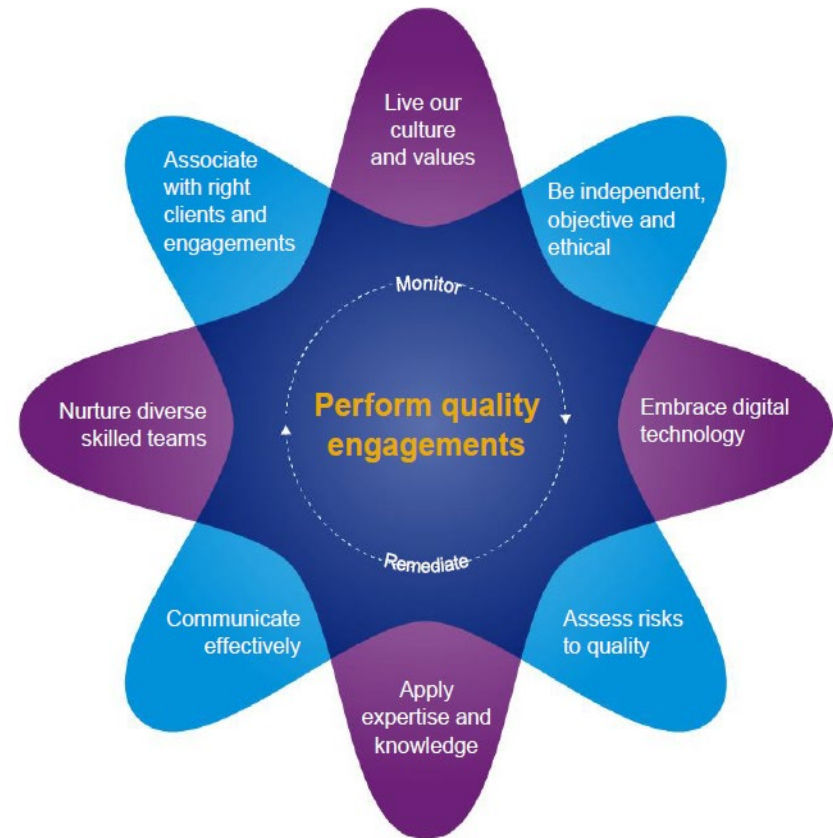 Live our
culture
and values
Be independent,
objective and
ethical
Embrace digital
technology
Assess risks
to quality
Apply
expertise and
knowledge
Communicate
effectively
Nurture diverse
skilled teams
Associate
with right
clients and
engagements
Monitor
Perform quality
engagements
Remediate